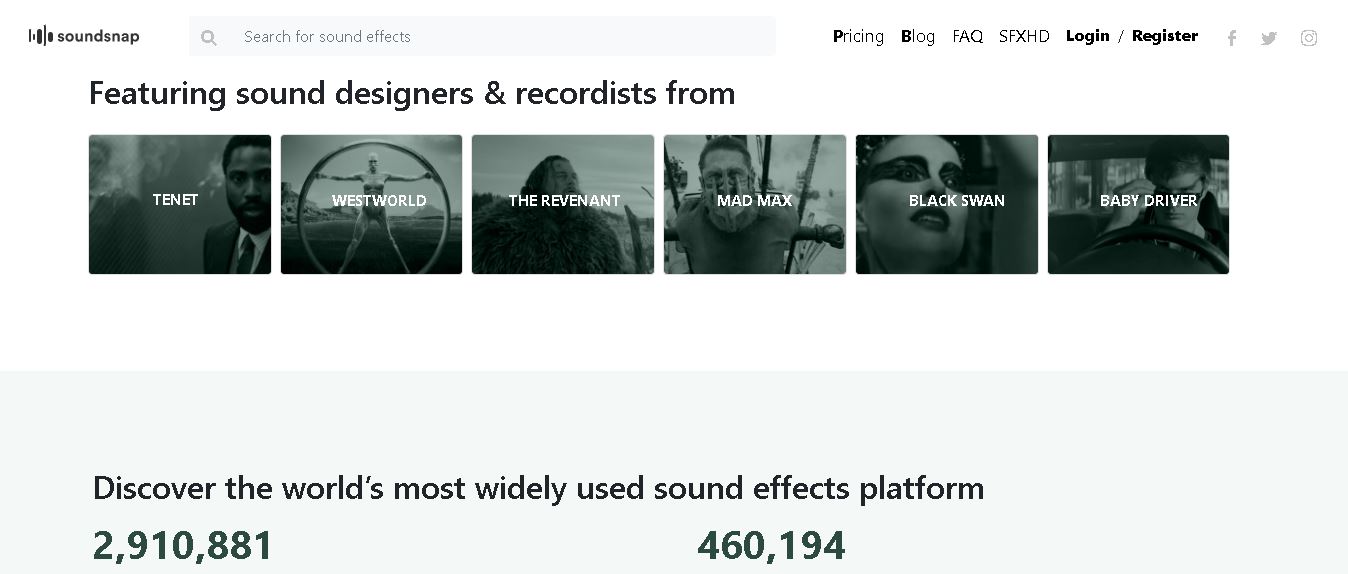 soundsnap
Search for sound effects
Pricing Blog FAQ SFXHD Login / Register
Featuring sound designers & recordists from
TENET
WESTWORLD
THE REVENANT
MAD MAX
BLACK SWAN
BABY DRIVER
Discover the world's most widely used sound effects platform
2,910,881
460,194